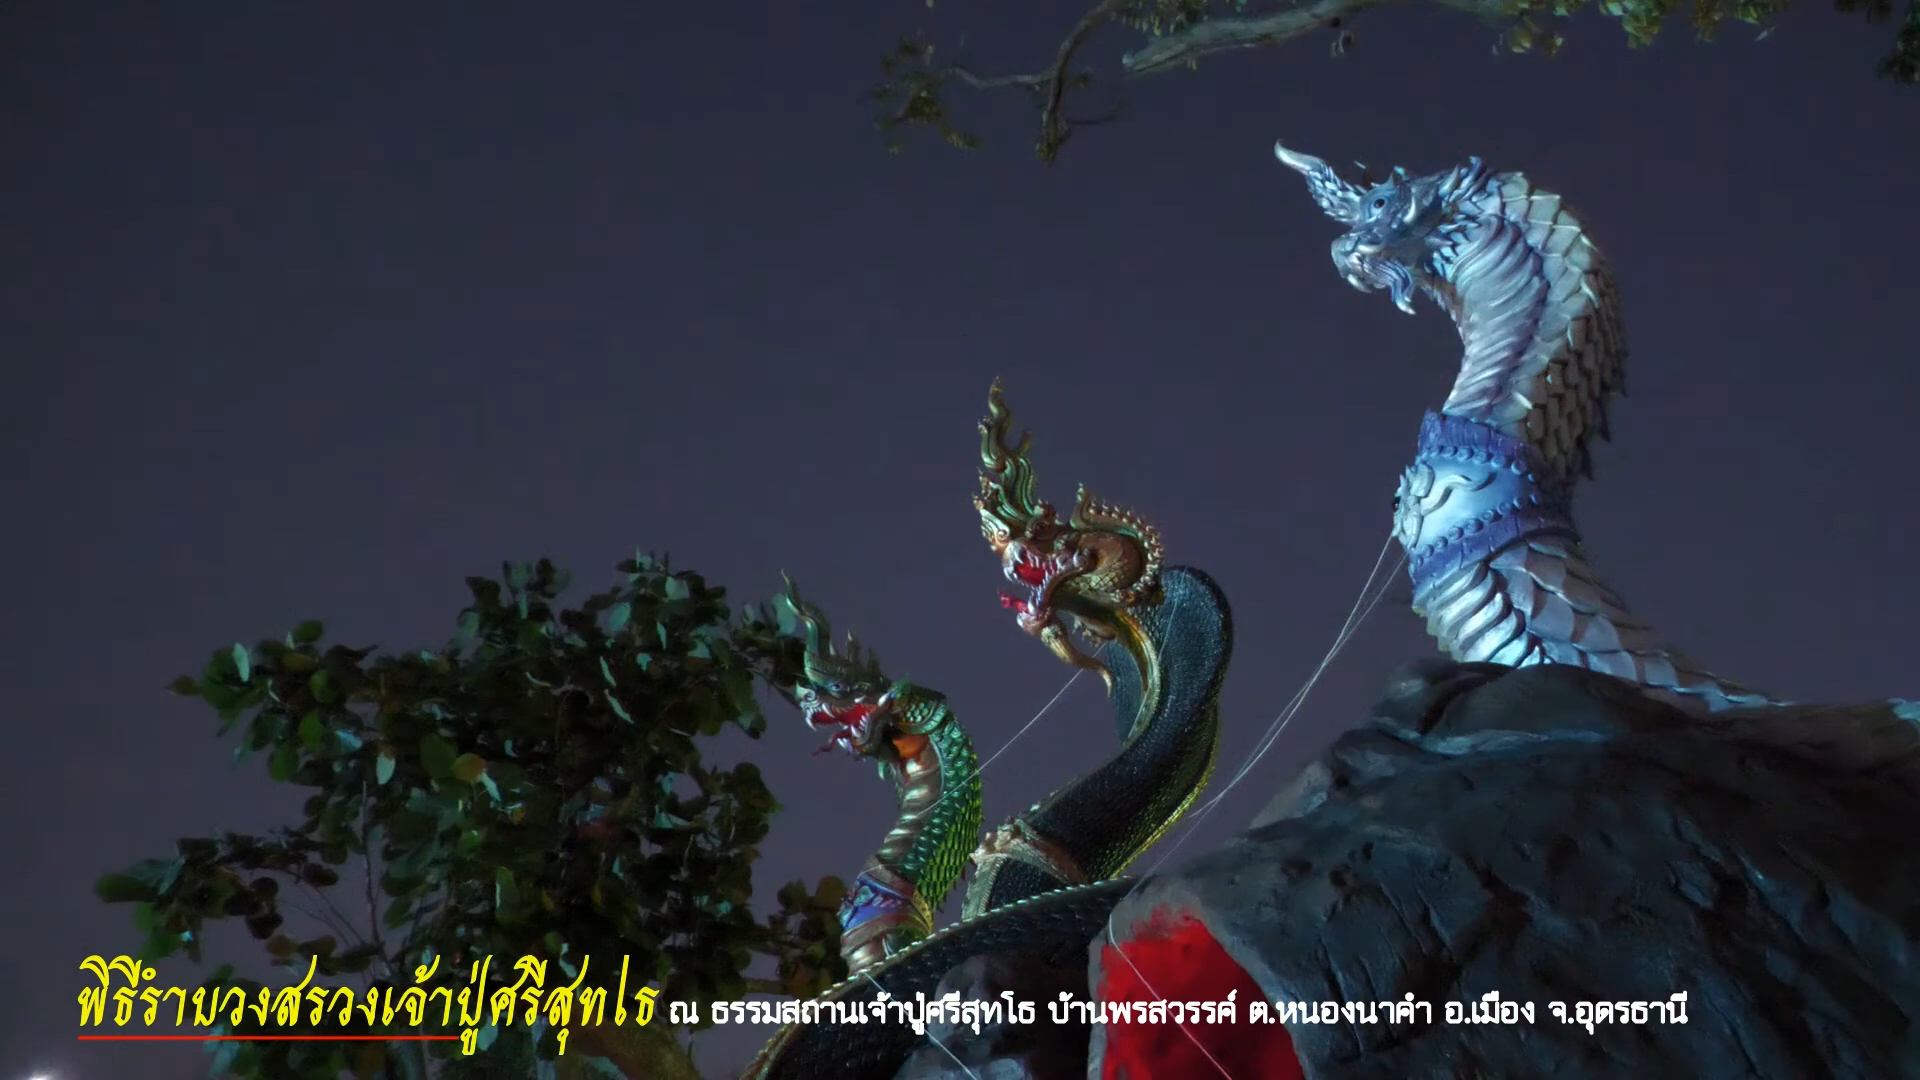 พิธีรำบวงสรวงเจ้าปู่ศรีสุทโธ ณ ธรรมสถานเจ้าปู่ศรีสุทโธ บ้านพรสวรรค์ ต.หนองนาคำ อ.เมือง จ.อุดรธานี